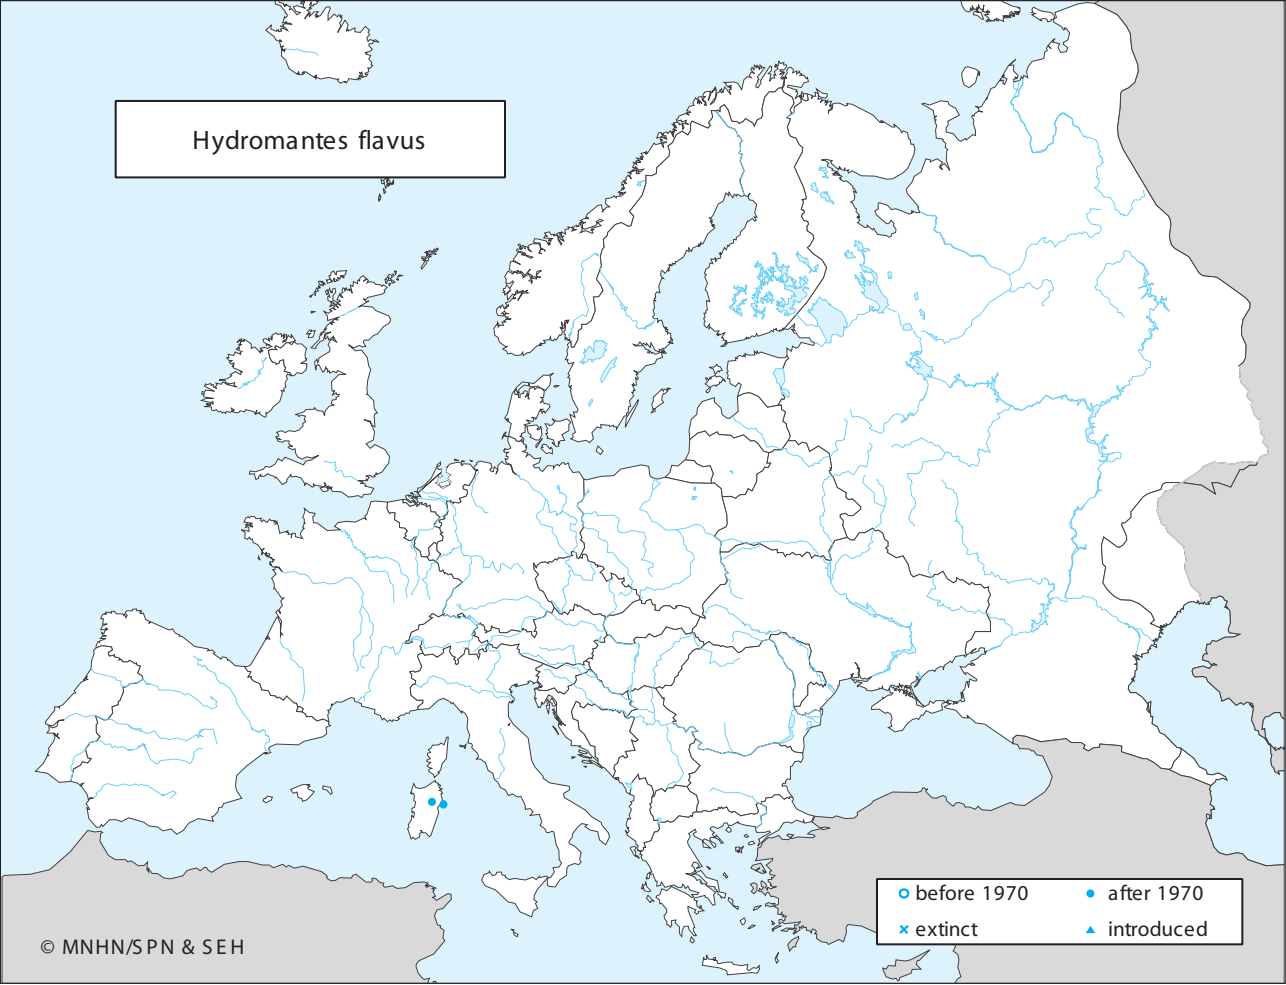 Hydromantes flavus
before 1970
after 1970
extinct
introduced
© MNHN/SPN & SEH